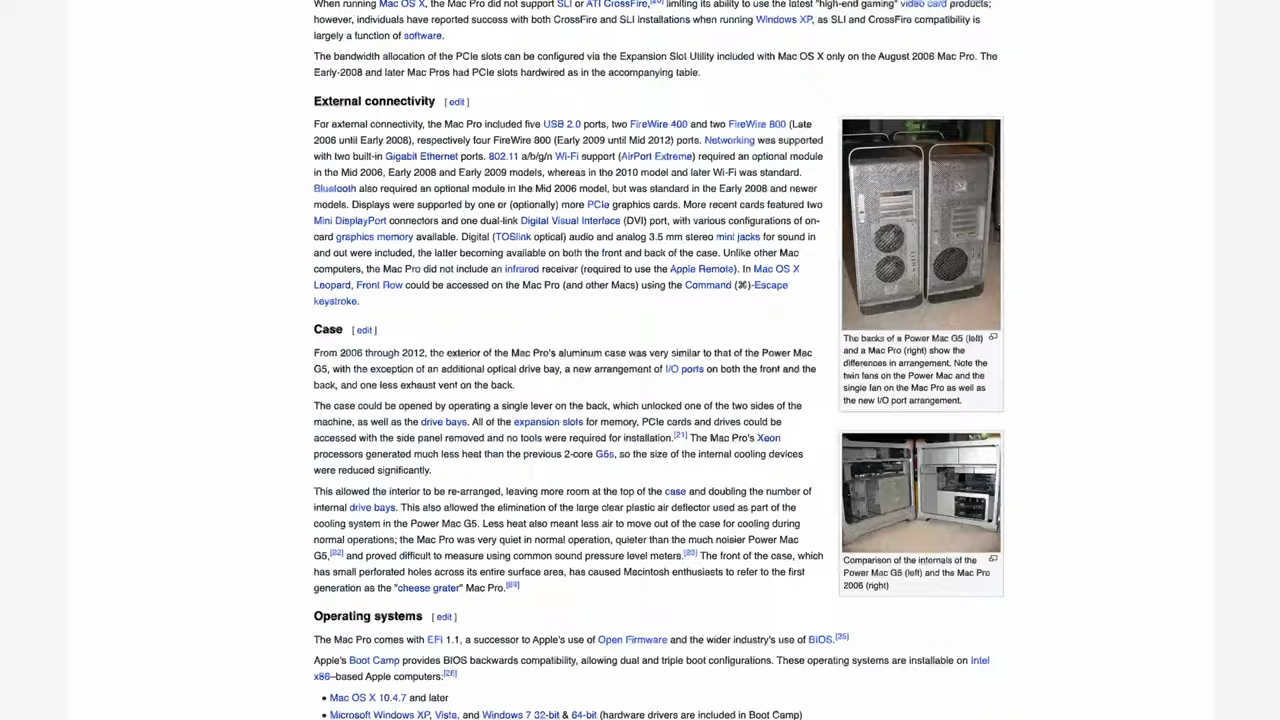 When running Mac OS X, the Mac Pro did not support SLI or ATI CrossFire,[20] limiting its ability to use the latest "high-end gaming" video card products;
however, individuals have reported success with both CrossFire and SLI installations when running Windows XP, as SLI and CrossFire compatibility is
largely a function of software.
The bandwidth allocation of the PCIe slots can be configured via the Expansion Slot Utility included with Mac OS X only on the August 2006 Mac Pro. The
Early-2008 and later Mac Pros had PCIe slots hardwired as in the accompanying table.
External connectivity [ edit ]
For external connectivity, the Mac Pro included five USB 2.0 ports, two FireWire 400 and two FireWire 800 (Late
2006 until Early 2008), respectively four FireWire 800 (Early 2009 until Mid 2012) ports. Networking was supported
with two built-in Gigabit Ethernet ports. 802.11 a/b/g/n Wi-Fi support (AirPort Extreme) required an optional module
in the Mid 2006, Early 2008 and Early 2009 models, whereas in the 2010 model and later Wi-Fi was standard.
Bluetooth also required an optional module in the Mid 2006 model, but was standard in the Early 2008 and newer
models. Displays were supported by one or (optionally) more PCIe graphics cards. More recent cards featured two
Mini DisplayPort connectors and one dual-link Digital Visual Interface (DVI) port, with various configurations of on-
card graphics memory available. Digital (TOSlink optical) audio and analog 3.5 mm stereo mini jacks for sound in
and out were included, the latter becoming available on both the front and back of the case. Unlike other Mac
computers, the Mac Pro did not include an infrared receiver (required to use the Apple Remote). In Mac OS X
Leopard, Front Row could be accessed on the Mac Pro (and other Macs) using the Command (⌘)-Escape
keystroke.
The backs of a Power Mac G5 (left)
and a Mac Pro (right) show the
differences in arrangement. Note the
twin fans on the Power Mac and the
single fan on the Mac Pro as well as
the new I/O port arrangement.
Case [ edit ]
From 2006 through 2012, the exterior of the Mac Pro's aluminum case was very similar to that of the Power Mac
G5, with the exception of an additional optical drive bay, a new arrangement of I/O ports on both the front and the
back, and one less exhaust vent on the back.
The case could be opened by operating a single lever on the back, which unlocked one of the two sides of the
machine, as well as the drive bays. All of the expansion slots for memory, PCIe cards and drives could be
accessed with the side panel removed and no tools were required for installation.[21] The Mac Pro's Xeon
processors generated much less heat than the previous 2-core G5s, so the size of the internal cooling devices
were reduced significantly.
This allowed the interior to be re-arranged, leaving more room at the top of the case and doubling the number of
internal drive bays. This also allowed the elimination of the large clear plastic air deflector used as part of the
cooling system in the Power Mac G5. Less heat also meant less air to move out of the case for cooling during
normal operations; the Mac Pro was very quiet in normal operation, quieter than the much noisier Power Mac
G5,[22] and proved difficult to measure using common sound pressure level meters.[23] The front of the case, which
has small perforated holes across its entire surface area, has caused Macintosh enthusiasts to refer to the first
generation as the "cheese grater" Mac Pro.[24]
Comparison of the internals of the
Power Mac G5 (left) and the Mac Pro
2006 (right)
Operating systems [ edit ]
The Mac Pro comes with EFI 1.1, a successor to Apple's use of Open Firmware and the wider industry's use of BIOS.[25]
Apple's Boot Camp provides BIOS backwards compatibility, allowing dual and triple boot configurations. These operating systems are installable on Intel
x86–based Apple computers:[26]
• Mac OS X 10.4.7 and later
• Microsoft Windows XP, Vista, and Windows 7 32-bit & 64-bit (hardware drivers are included in Boot Camp)